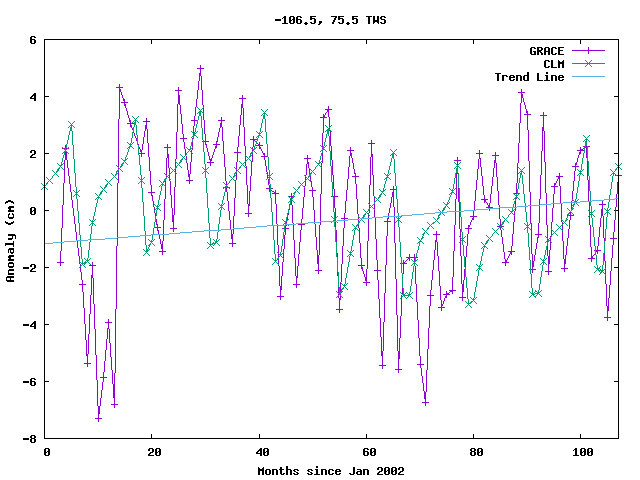 -106.5, 75.5 TWS
GRACE
CLM
Trend Line
6
4
2
0
-2
-4
-6
-8
Anomaly (cm)
0 20 40 60 80 100
Months since Jan 2002